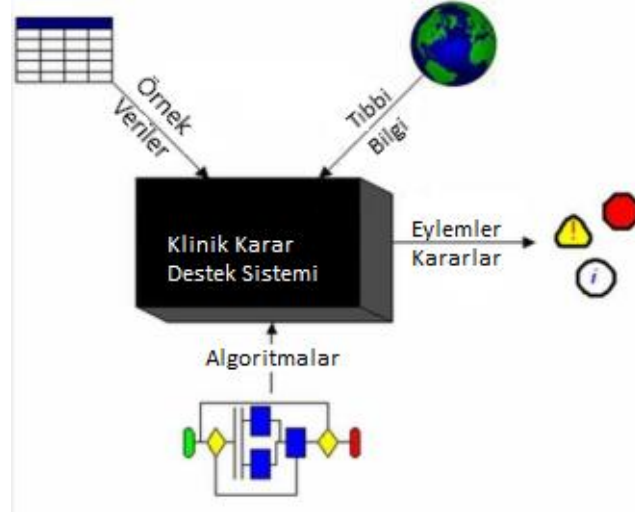 Örnek
Veriler
Tıbbi
Bilgi
Klinik Karar
Destek Sistemi
Eylemler
Kararlar
Algoritmalar
i